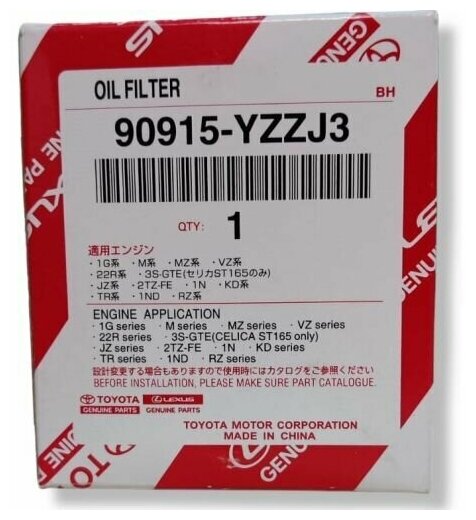 GENUINE
TOYOTA
OIL FILTER
BH
90915-YZZJ3
QTY: 1
適用エンジン
・1G系 ・M系 ・MZ系 ・VZ系
・22R系 ・3S-GTE(セリカST165のみ)
・JZ系 ・2TZ-FE ・1N ・KD系
・TR系 ・1ND ・RZ系
ENGINE APPLICATION
・1G series ・M series ・MZ series ・VZ series
・22R series ・3S-GTE(CELICA ST165 only)
・JZ series ・2TZ-FE ・1N ・KD series
・TR series ・1ND ・RZ series
設計変更する場合もありますので使用時にはカタログをご参照ください
BEFORE INSTALLATION, PLEASE MAKE SURE PART CATALOGUE.
TOYOTA LEXUS
GENUINE PARTS GENUINE PARTS
TOYOTA MOTOR CORPORATION
MADE IN CHINA
LEXUS
GENUINE